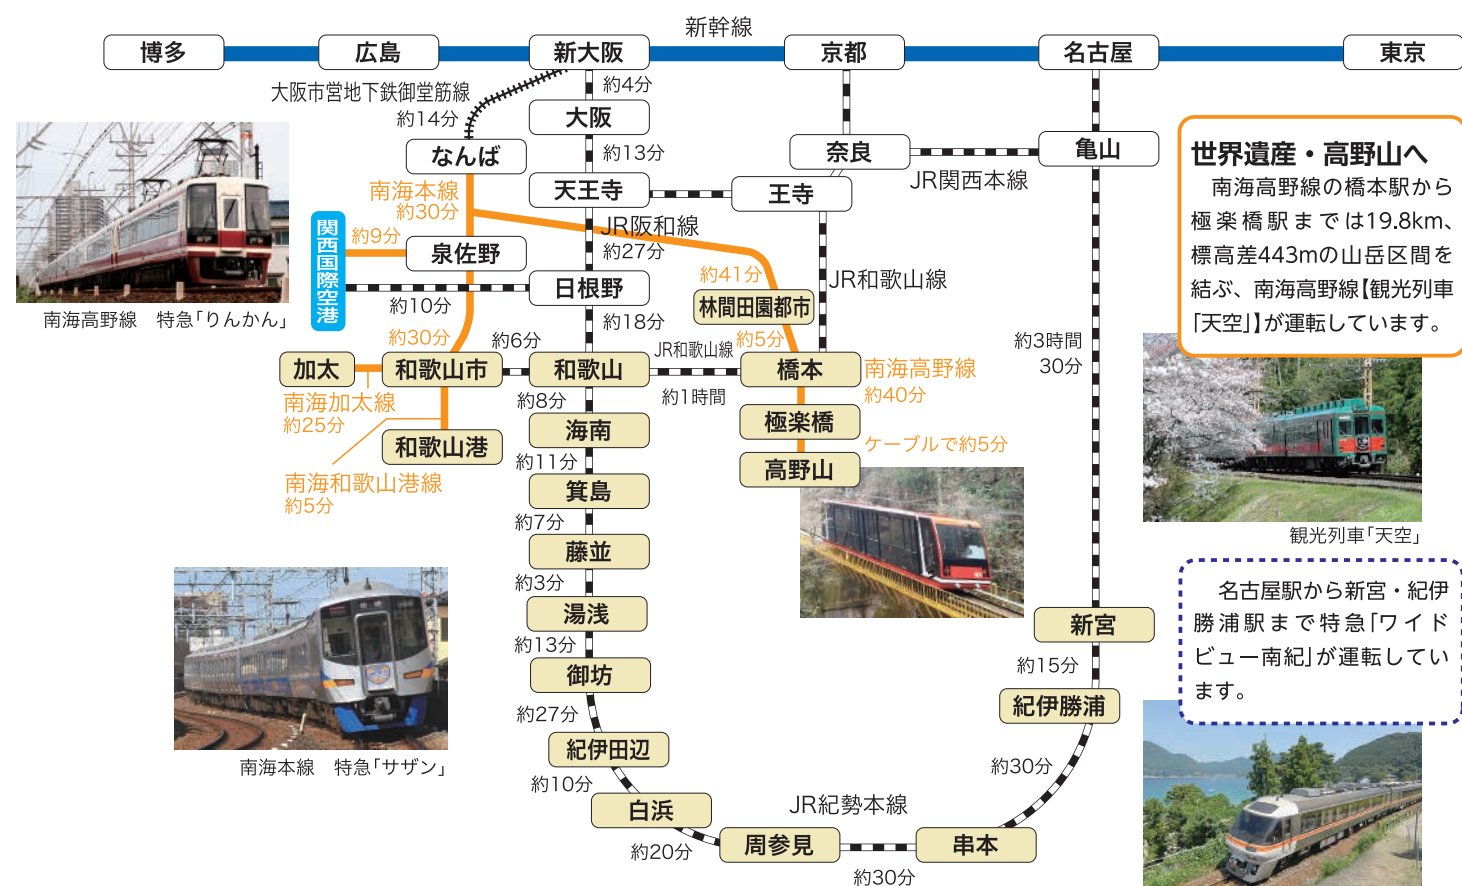 新幹線
博多
広島
新大阪
京都
名古屋
東京
大阪市営地下鉄御堂筋線
約14分
約4分
大阪
約13分
なんば
奈良
亀山
JR関西本線
南海本線
約30分
天王寺
王寺
JR阪和線
約27分
関西国際空港
約9分
泉佐野
約10分
日根野
約41分
林間田園都市
JR和歌山線
約18分
約30分
約6分
JR和歌山線
約5分
約3時間
30分
加太
和歌山市
和歌山
橋本
南海高野線
約40分
南海加太線
約25分
約8分
約1時間
和歌山港
海南
極楽橋
ケーブルで約5分
高野山
南海和歌山港線
約5分
約11分
箕島
約7分
藤並
約3分
湯浅
約13分
御坊
約27分
紀伊田辺
約10分
白浜
約20分
周参見
JR紀勢本線
約30分
串本
約30分
紀伊勝浦
約15分
新宮
南海高野線　特急「りんかん」
南海本線　特急「サザン」
世界遺産・高野山へ
南海高野線の橋本駅から
極楽橋駅までは19.8km、
標高差443mの山岳区間を
結ぶ、南海高野線【観光列車
「天空」】が運転しています。
観光列車「天空」
名古屋駅から新宮・紀伊
勝浦駅まで特急「ワイド
ビュー南紀」が運転してい
ます。